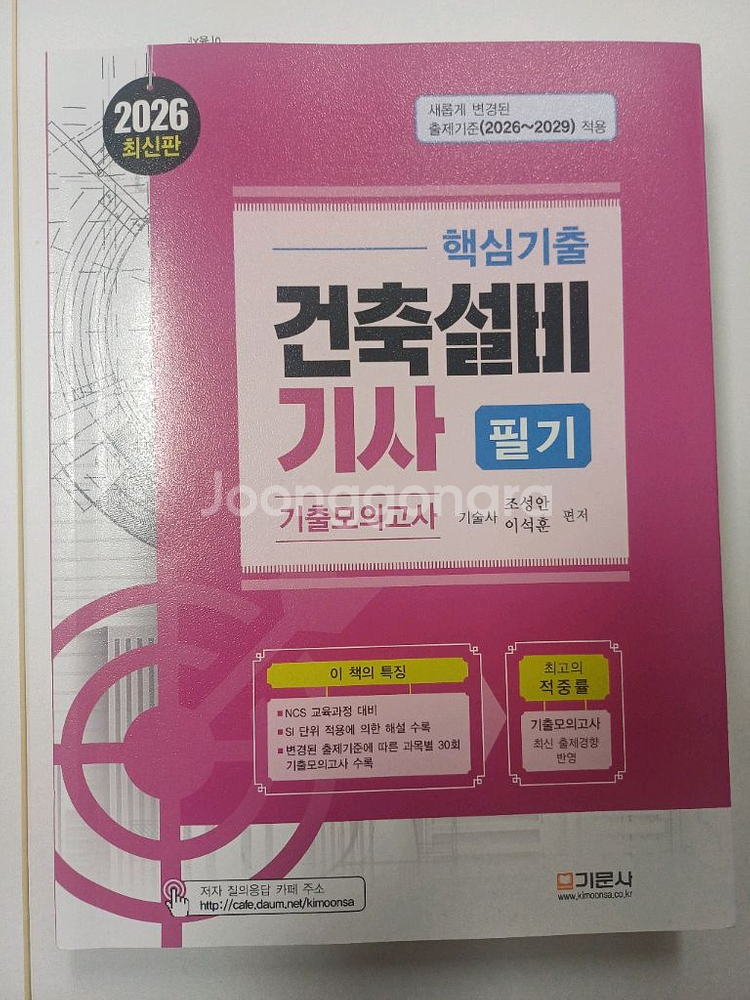 2026
최신판
새롭게 변경된
출제기준(2026~2029) 적용
핵심기출
건축설비
기사 필기
기출모의고사
기술사 조성안 이석훈 편저
Joonggonara
이 책의 특징
■NCS 교육과정 대비
■SI 단위 적용에 의한 해설 수록
■변경된 출제기준에 따른 과목별 30회
기출모의고사 수록
최고의
적중률
기출모의고사
최신 출제경향
반영
저자 질의응답 카페 주소
http://cafe.daum.net/kimoonsa
기문사
www.kimoonsa.co.kr